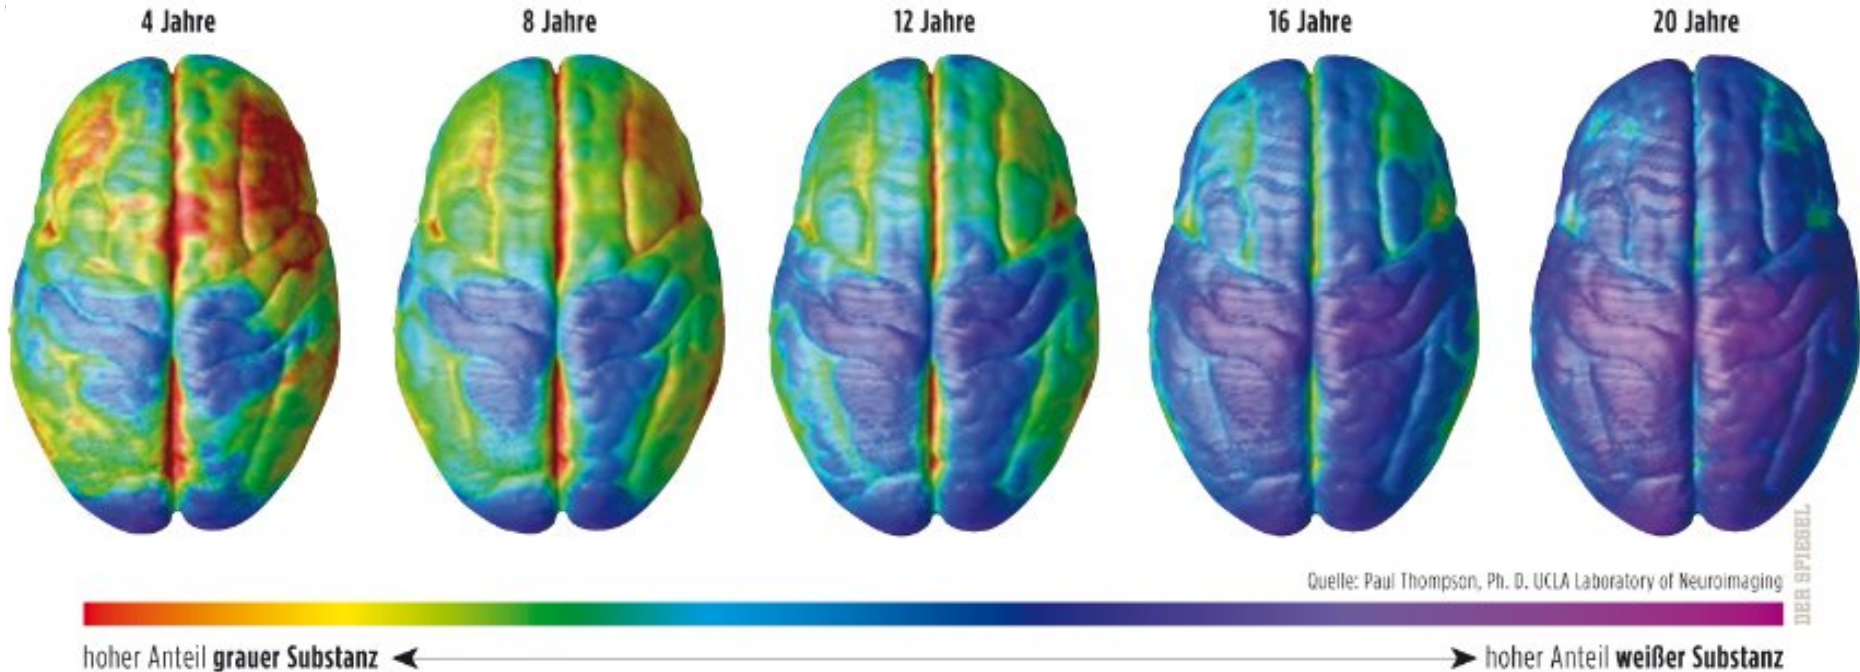 4 Jahre
8 Jahre
12 Jahre
16 Jahre
20 Jahre
Quelle: Paul Thompson, Ph. D. UCLA Laboratory of Neuroimaging
DER SPIEGEL
hoher Anteil grauer Substanz
hoher Anteil weißer Substanz